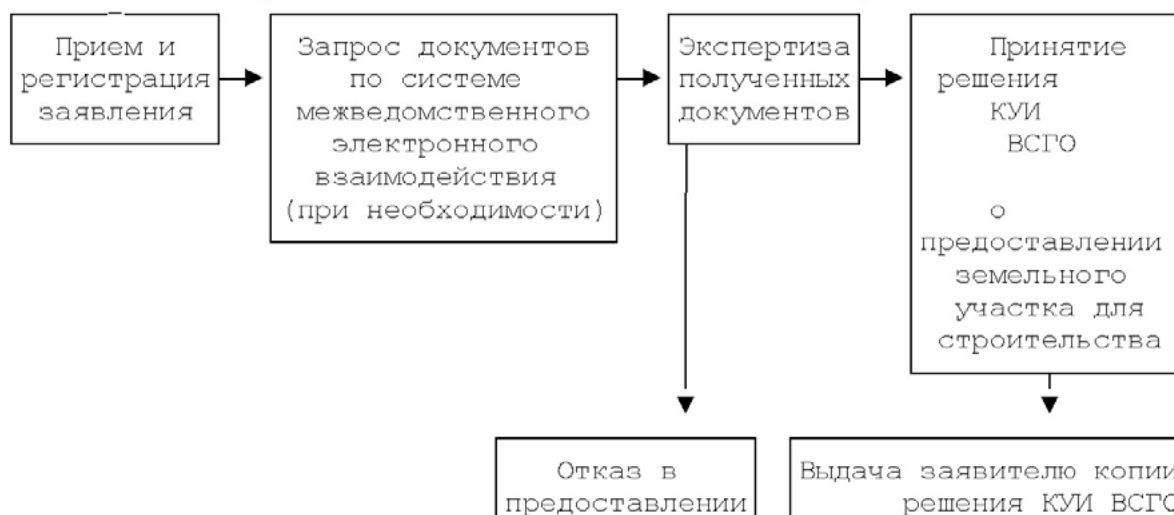 Прием и
регистрация
заявления
Запрос документов
по системе
межведомственного
электронного
взаимодействия
(при необходимости)
Экспертиза
полученных
документов
Принятие
решения
КУИ
ВСГО
о
предоставлении
земельного
участка для
строительства
Отказ в
предоставлении
Выдача заявителю копии
решения КУИ ВСГО